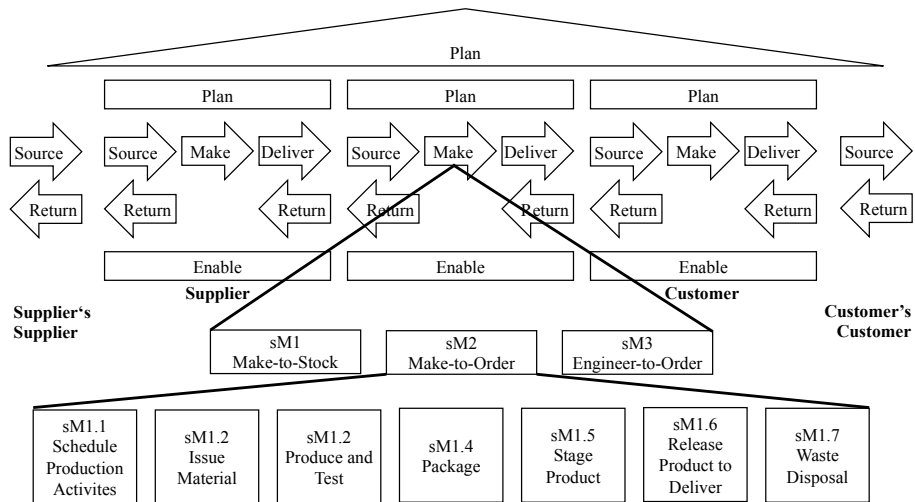 Plan
Plan Plan Plan
Source Source Make Deliver Source Make Deliver Source Make Deliver Source
Return Return Return Return Return Return Return Return
Enable Enable Enable
Supplier Customer
Supplier‘s
Supplier
Customer’s
Customer
sM1
Make-to-Stock
sM2
Make-to-Order
sM3
Engineer-to-Order
sM1.1
Schedule
Production
Activites
sM1.2
Issue
Material
sM1.2
Produce and
Test
sM1.4
Package
sM1.5
Stage
Product
sM1.6
Release
Product to
Deliver
sM1.7
Waste
Disposal